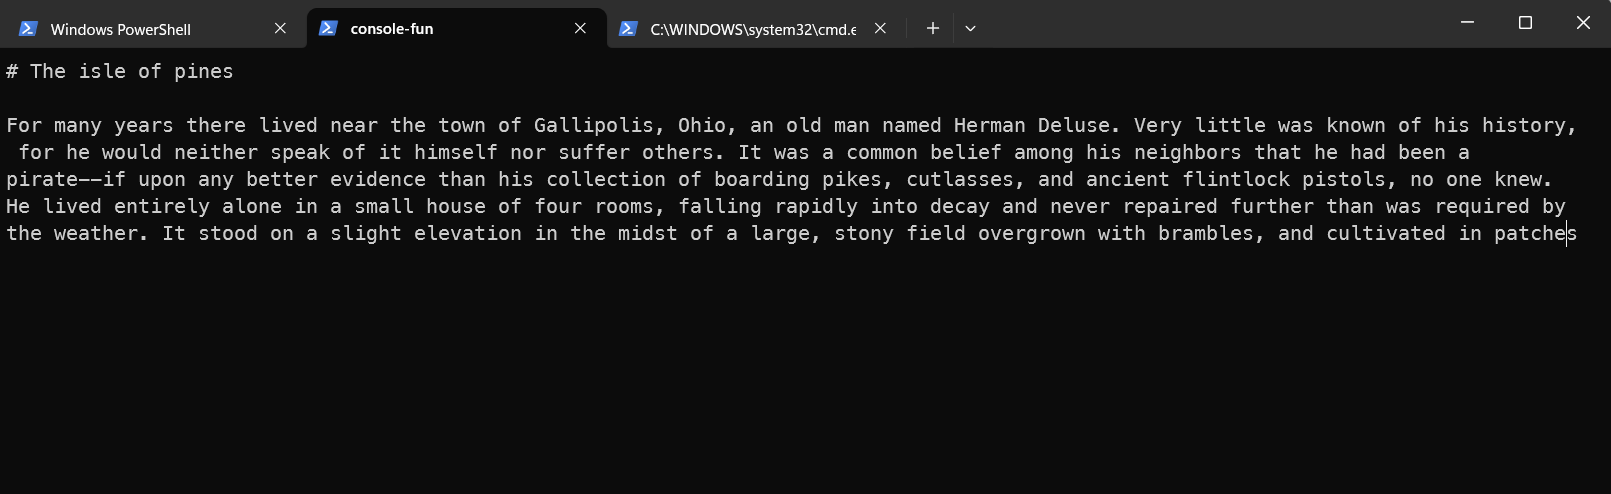 Windows PowerShell
console-fun
C:\WINDOWS\system32\cmd.e
# The isle of pines
For many years there lived near the town of Gallipolis, Ohio, an old man named Herman Deluse. Very little was known of his history,
for he would neither speak of it himself nor suffer others. It was a common belief among his neighbors that he had been a
pirate--if upon any better evidence than his collection of boarding pikes, cutlasses, and ancient flintlock pistols, no one knew.
He lived entirely alone in a small house of four rooms, falling rapidly into decay and never repaired further than was required by
the weather. It stood on a slight elevation in the midst of a large, stony field overgrown with brambles, and cultivated in patches